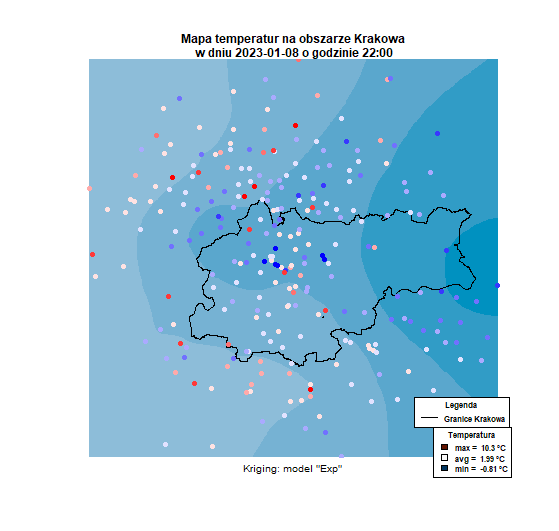 Mapa temperatur na obszarze Krakowa
w dniu 2023-01-08 o godzinie 22:00
Legenda
Granice Krakowa
Temperatura
max = 10.3 °C
avg = 1.99 °C
min = -0.81 °C
Kriging: model "Exp"